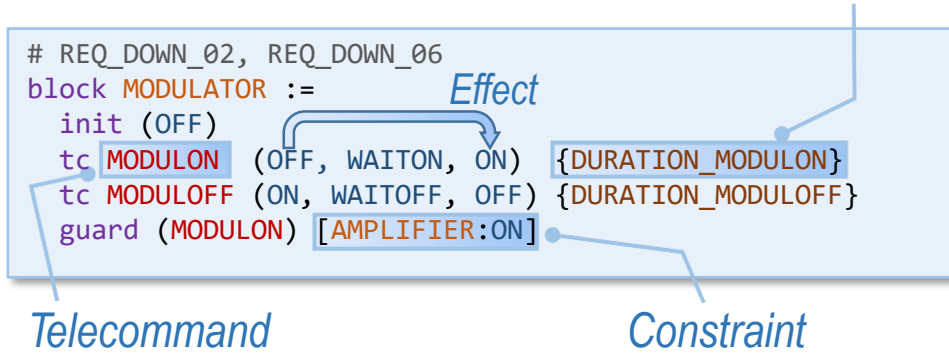 # REQ_DOWN_02, REQ_DOWN_06
block MODULATOR :=
Effect
init (OFF)
tc MODULON (OFF, WAITON, ON) {DURATION_MODULON}
tc MODULOFF (ON, WAITOFF, OFF) {DURATION_MODULOFF}
guard (MODULON) [AMPLIFIER:ON]
Telecommand
Constraint